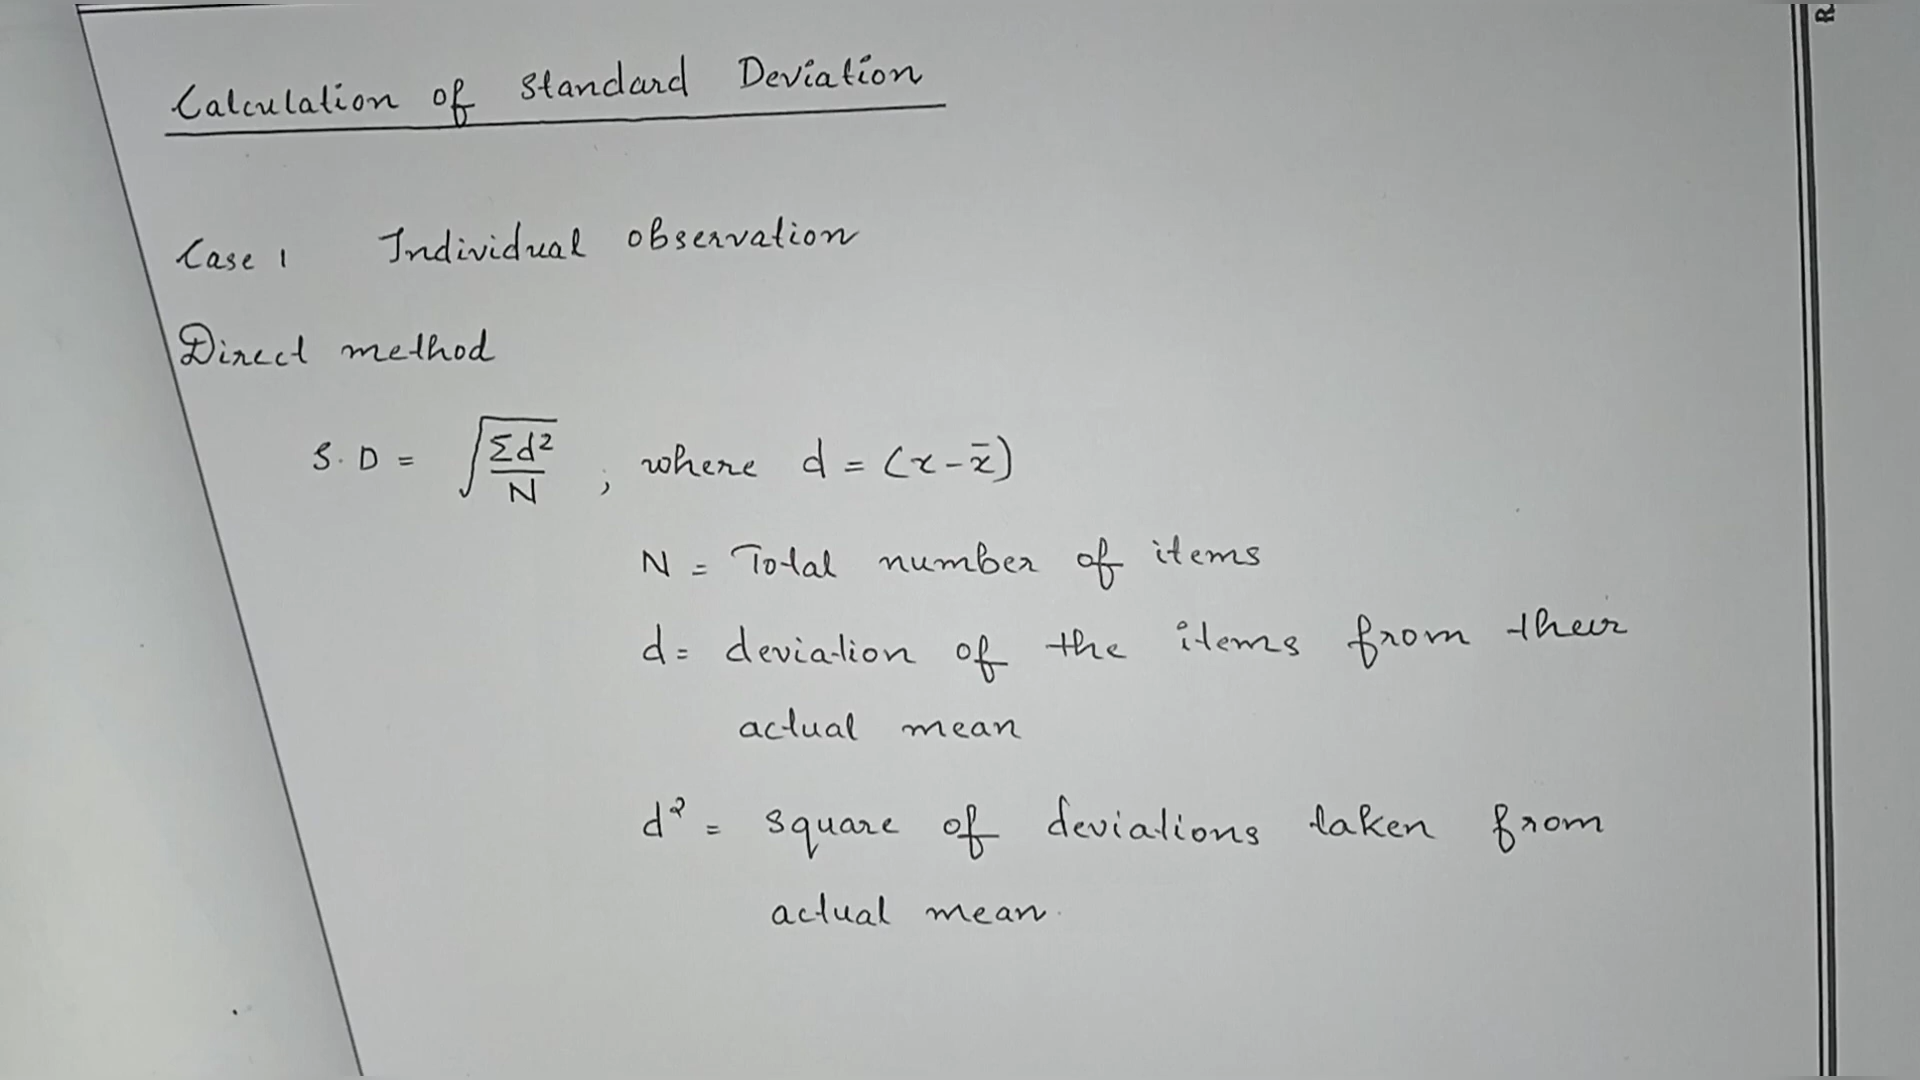 Calculation of Standard Deviation
Case 1 Individual observation
Direct method
S.D = √(Σd²/N) , where d = (x - x̄)
N = Total number of items
d = deviation of the items from their
actual mean
d² = square of deviations taken from
actual mean.
R